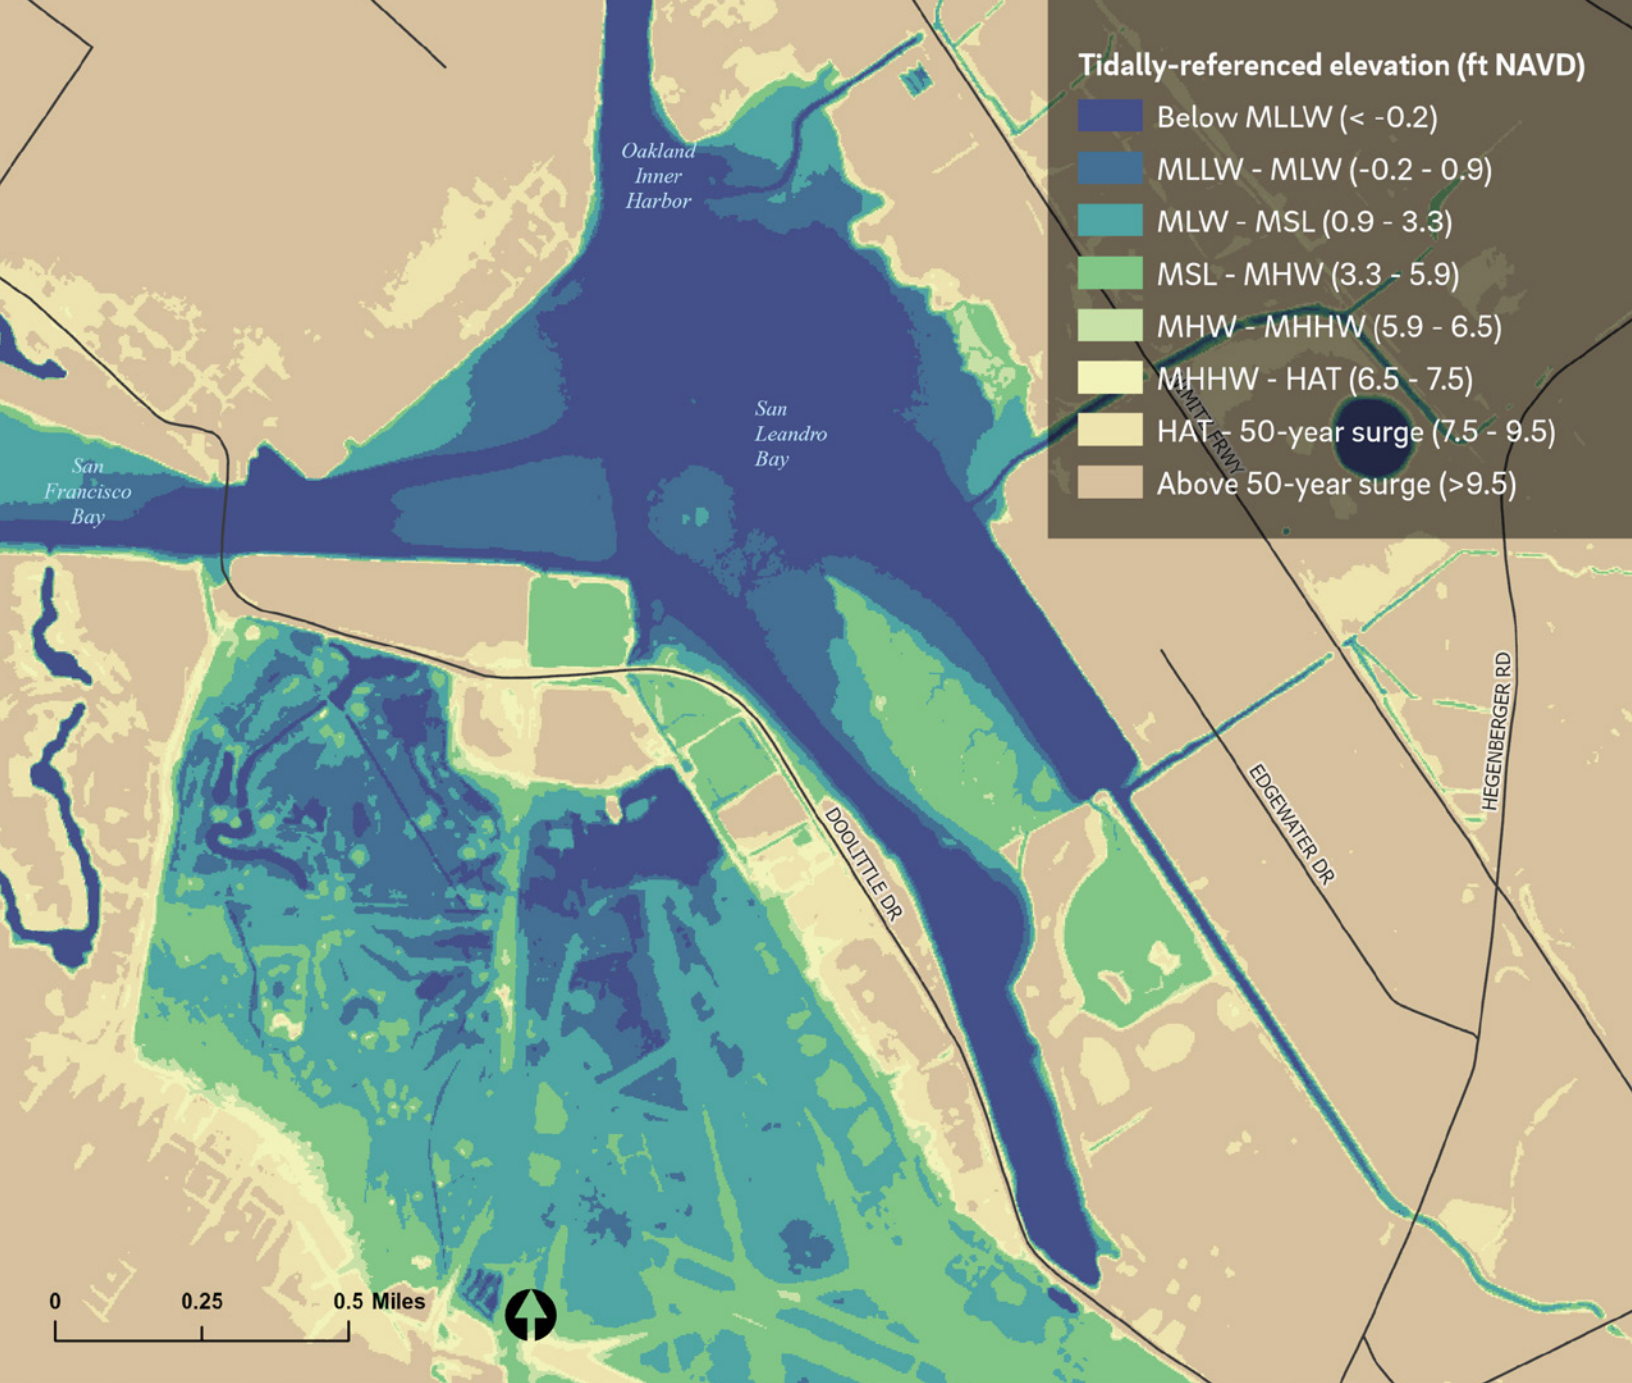 Tidally-referenced elevation (ft NAVD)
Below MLLW (< -0.2)
MLLW - MLW (-0.2 - 0.9)
MLW - MSL (0.9 - 3.3)
MSL - MHW (3.3 - 5.9)
MHW - MHHW (5.9 - 6.5)
MHHW - HAT (6.5 - 7.5)
HAT - 50-year surge (7.5 - 9.5)
Above 50-year surge (>9.5)
Oakland
Inner
Harbor
San
Leandro
Bay
San
Francisco
Bay
FRWY
HEGENBERGER RD
EDGEWATER DR
DOOLITTLE DR
0 0.25 0.5 Miles